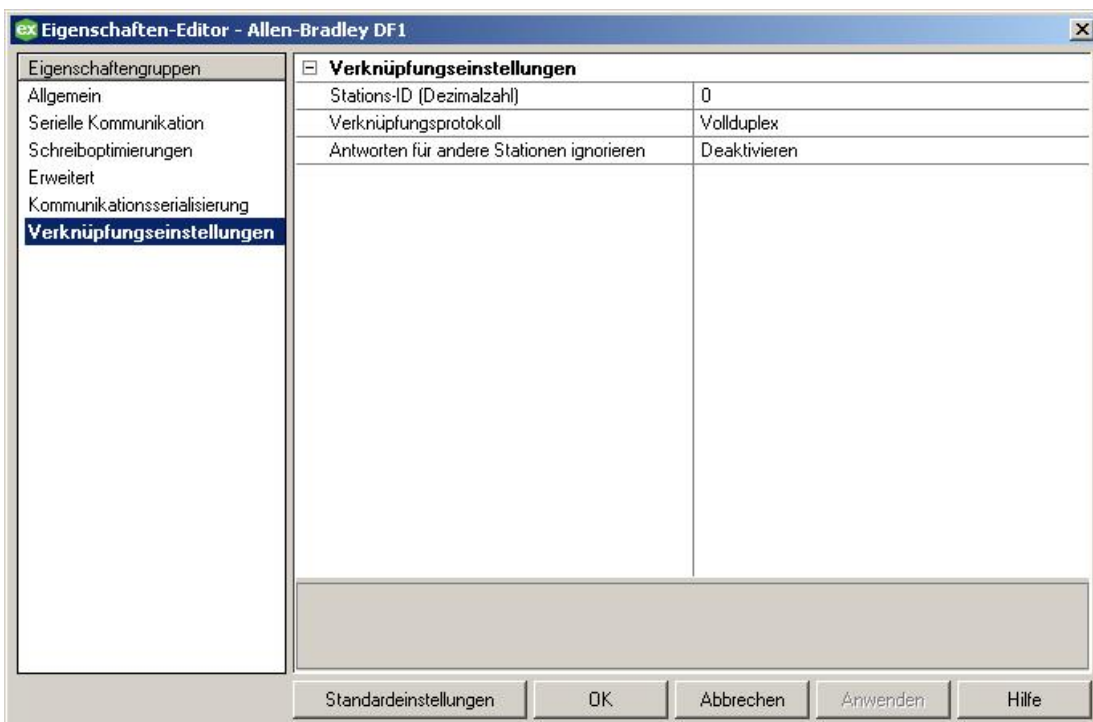 ex Eigenschaften-Editor - Allen-Bradley DF1
Eigenschaftengruppen
Allgemein
Serielle Kommunikation
Schreiboptimierungen
Erweitert
Kommunikationsserialisierung
Verknüpfungseinstellungen
Verknüpfungseinstellungen
Stations-ID (Dezimalzahl) 0
Verknüpfungsprotokoll Vollduplex
Antworten für andere Stationen ignorieren Deaktivieren
Standardeinstellungen OK Abbrechen Anwenden Hilfe